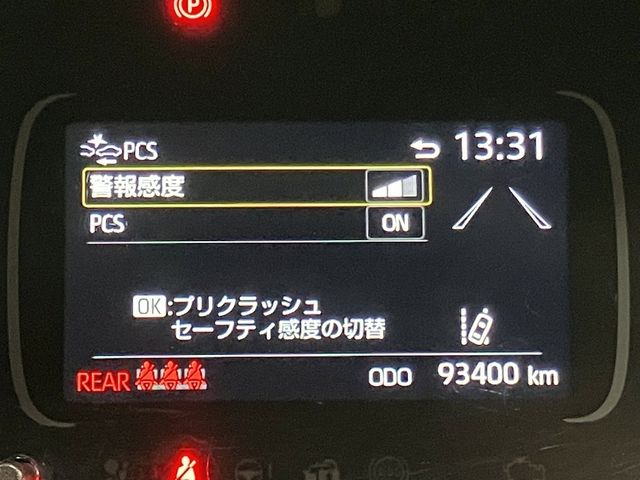 P
PCS
13:31
警報感度
PCS ON
OK:プリクラッシュ
セーフティ感度の切替
REAR
ODO 93400 km